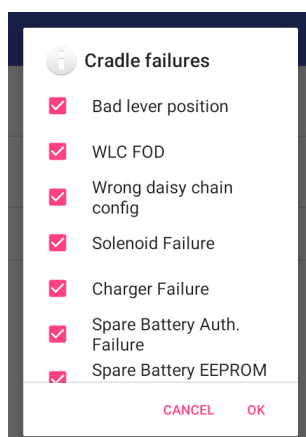 Cradle failures
Bad lever position
WLC FOD
Wrong daisy chain
config
Solenoid Failure
Charger Failure
Spare Battery Auth.
Failure
Spare Battery EEPROM
CANCEL OK